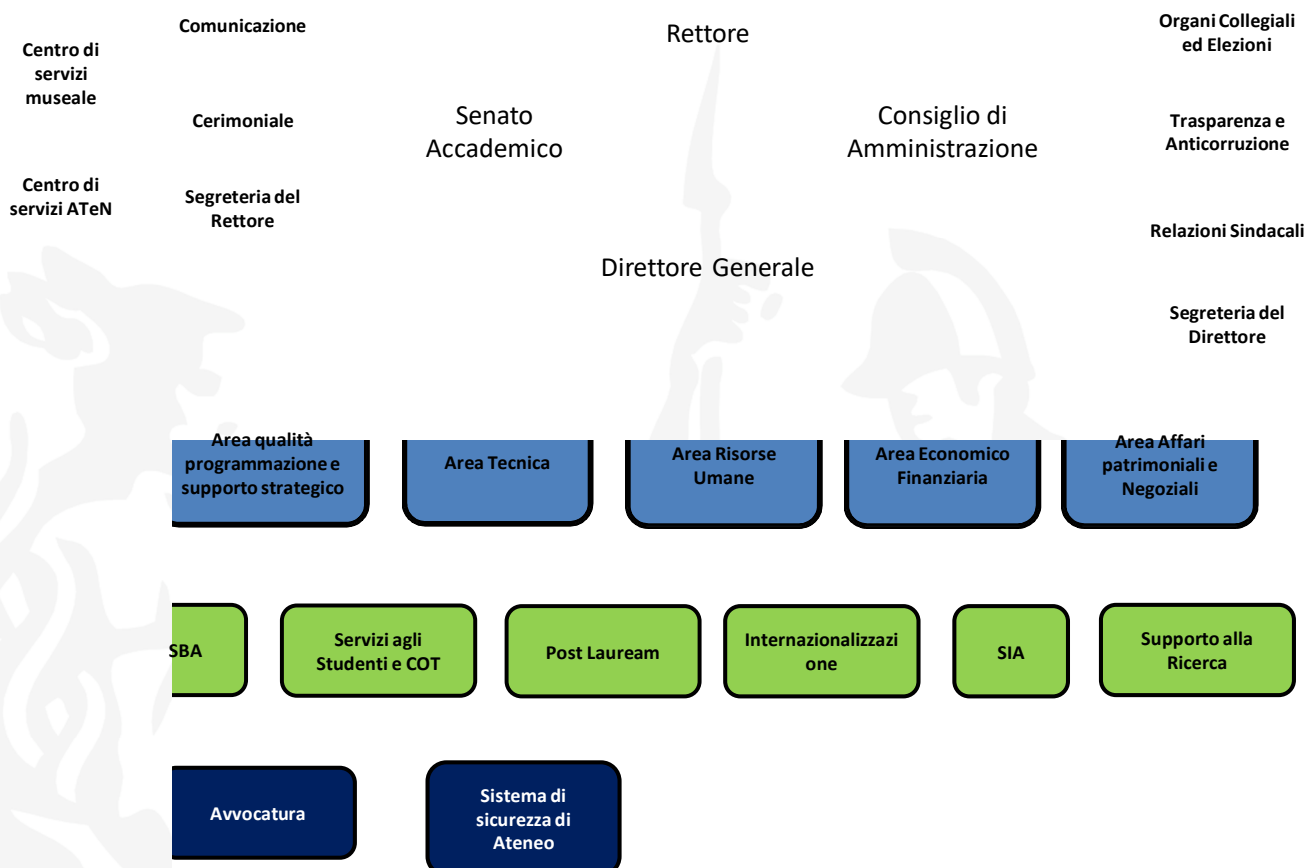 Comunicazione
Rettore
Organi Collegiali
ed Elezioni
Centro di
servizi
museale
Cerimoniale
Senato
Accademico
Consiglio di
Amministrazione
Trasparenza e
Anticorruzione
Centro di
servizi ATeN
Segreteria del
Rettore
Relazioni Sindacali
Direttore Generale
Segreteria del
Direttore
Area qualità
programmazione e
supporto strategico
Area Tecnica
Area Risorse
Umane
Area Economico
Finanziaria
Area Affari
patrimoniali e
Negoziali
SBA
Servizi agli
Studenti e COT
Post Lauream
Internazionalizzazi
one
SIA
Supporto alla
Ricerca
Avvocatura
Sistema di
sicurezza di
Ateneo